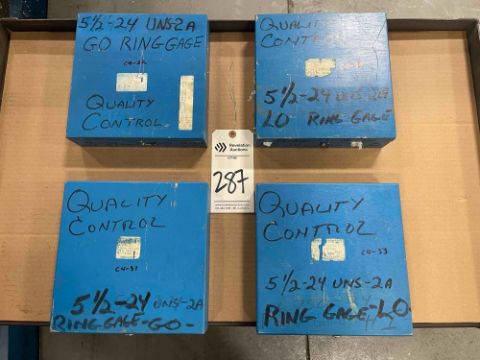 5 1/2-24 UNS-2A
GO RING GAGE
QUALITY
CONTROL
QUALITY
CONTROL
5 1/2-24 UNS-2A
LO RING GAGE
Revelation
Auctions
287
QUALITY
CONTROL
5 1/2-24 UNS-2A
RING GAGE-GO-
QUALITY
CONTROL
5 1/2-24 UNS-2A
RING GAGE-LO